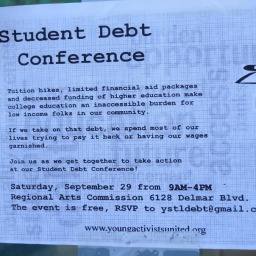 Student Debt
Conference
Tuition hikes, limited financial aid packages
and decreased funding of higher education make
college education an inaccessible burden for
low income folks in our community.
If we take on that debt, we spend most of our
lives trying to pay it back or having our wages
garnished.
Join us as we get together to take action
at our Student Debt Conference!
Saturday, September 29 from 9AM-4PM
Regional Arts Commission 6128 Delmar Blvd.
The event is free, RSVP to ystldebt@gmail.c
www.youngactivistsunited.org